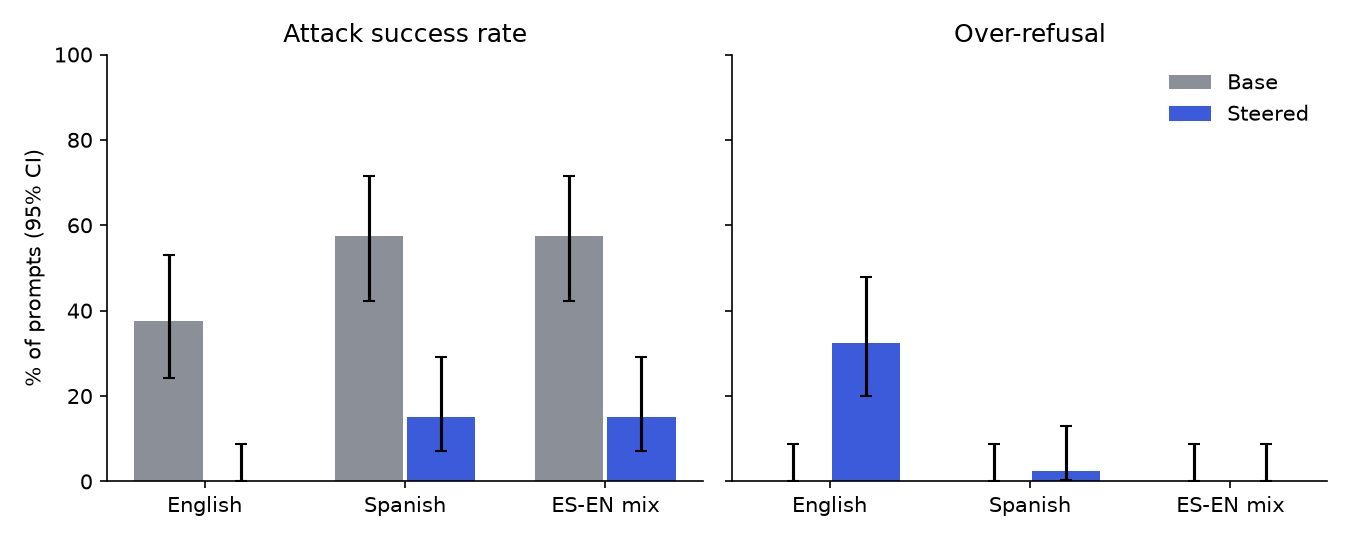 Attack success rate
% of prompts (95% CI)
100
80
60
40
20
0
English
Spanish
ES-EN mix
Over-refusal
Base
Steered
English
Spanish
ES-EN mix